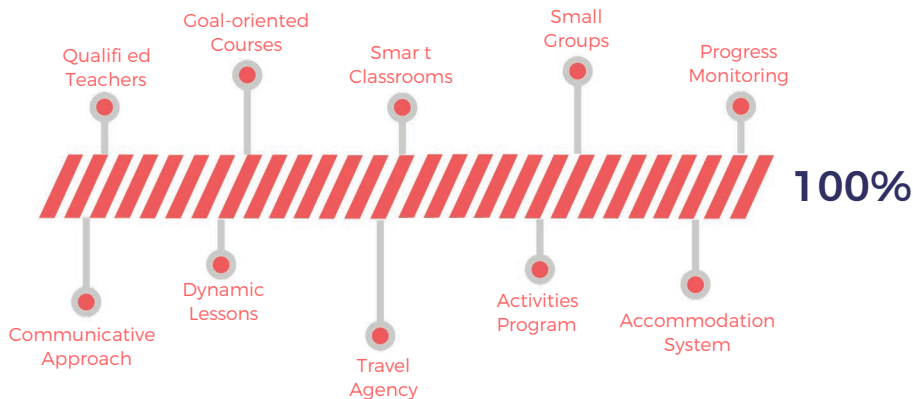 Goal-oriented
Courses
Small
Groups
Qualifi ed
Teachers
Smar t
Classrooms
Progress
Monitoring
100%
Communicative
Approach
Dynamic
Lessons
Travel
Agency
Activities
Program
Accommodation
System